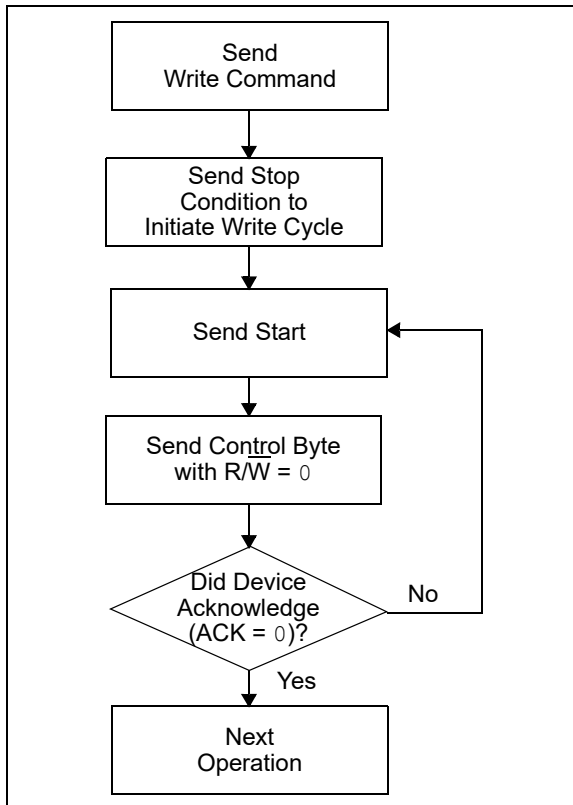 Send
Write Command
Send Stop
Condition to
Initiate Write Cycle
Send Start
Send Control Byte
with R/W̅ = 0
Did Device
Acknowledge
(ACK = 0)?
No
Yes
Next
Operation